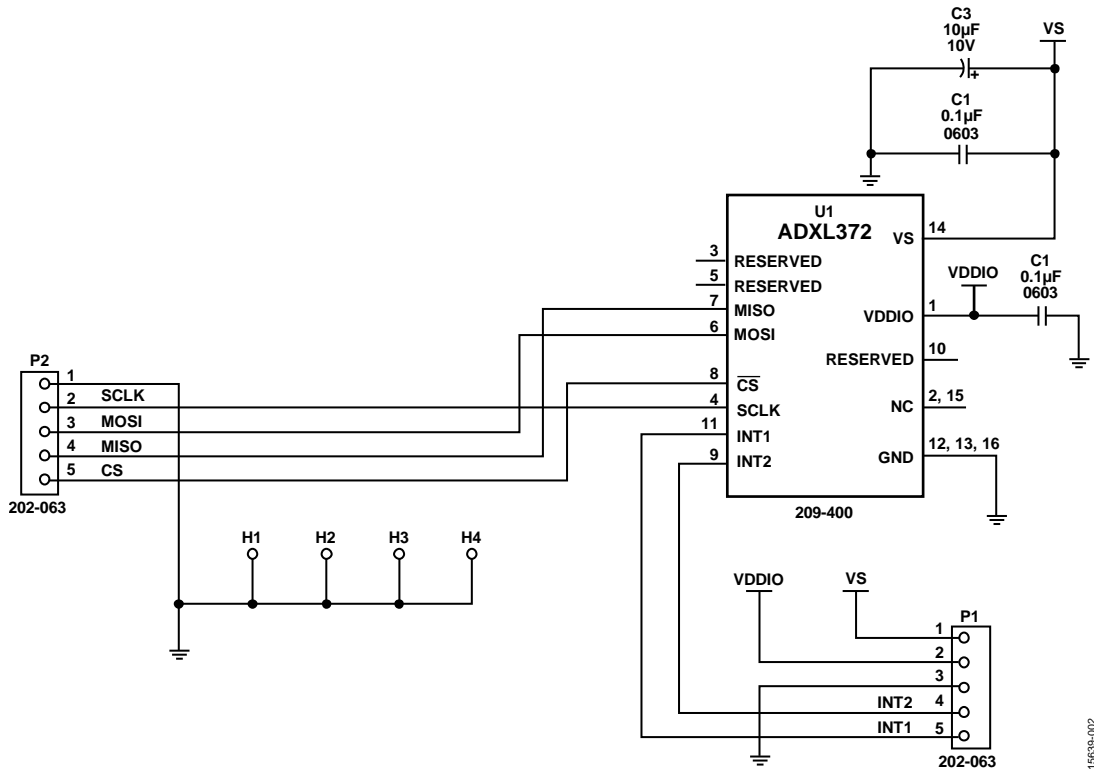 C3
10µF
10V
VS
C1
0.1µF
0603
U1
ADXL372
VS 14
3 RESERVED
5 RESERVED
7 MISO
6 MOSI
VDDIO
C1
0.1µF
0603
VDDIO 1
RESERVED 10
8 CS
4 SCLK
NC 2, 15
11 INT1
9 INT2
GND 12, 13, 16
209-400
P2
1
2 SCLK
3 MOSI
4 MISO
5 CS
202-063
H1 H2 H3 H4
VDDIO VS
P1
1
2
3
INT2 4
INT1 5
202-063
15639-002